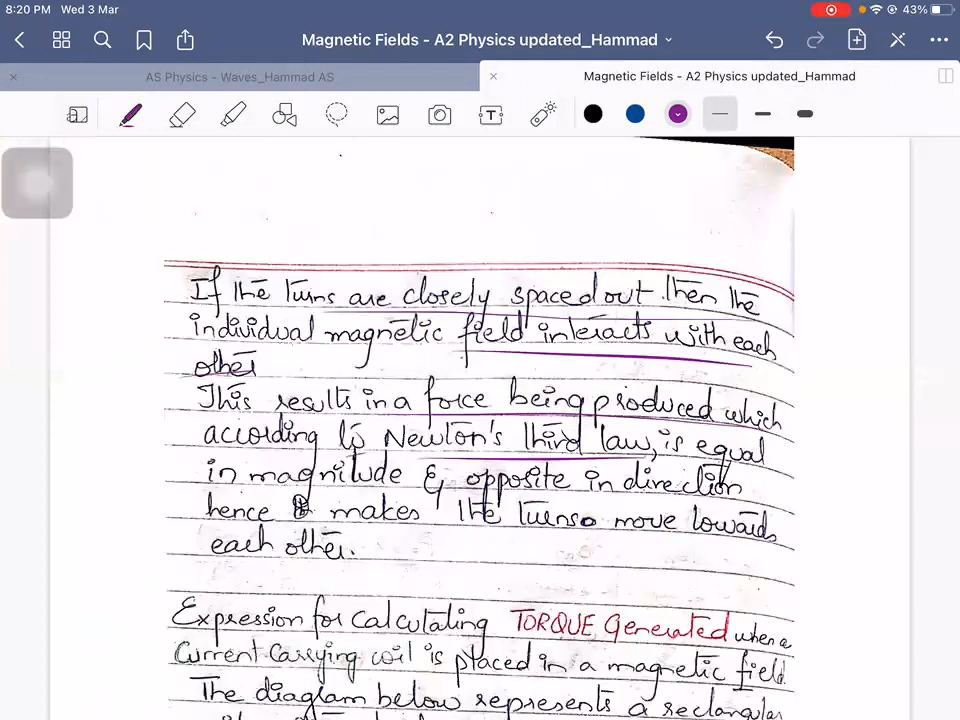 8:20 PM Wed 3 Mar
43%
Magnetic Fields - A2 Physics updated_Hammad
AS Physics - Waves_Hammad AS
Magnetic Fields - A2 Physics updated_Hammad
If the turns are closely spaced out then the
individual magnetic field interacts with each
other
This results in a force being produced which
according to Newton's third law, is equal
in magnitude & opposite in direction
hence makes the turns move towards
each other.
Expression for Calculating TORQUE Generated when a
Current Carrying coil is placed in a magnetic field
The diagram below represents a rectangular